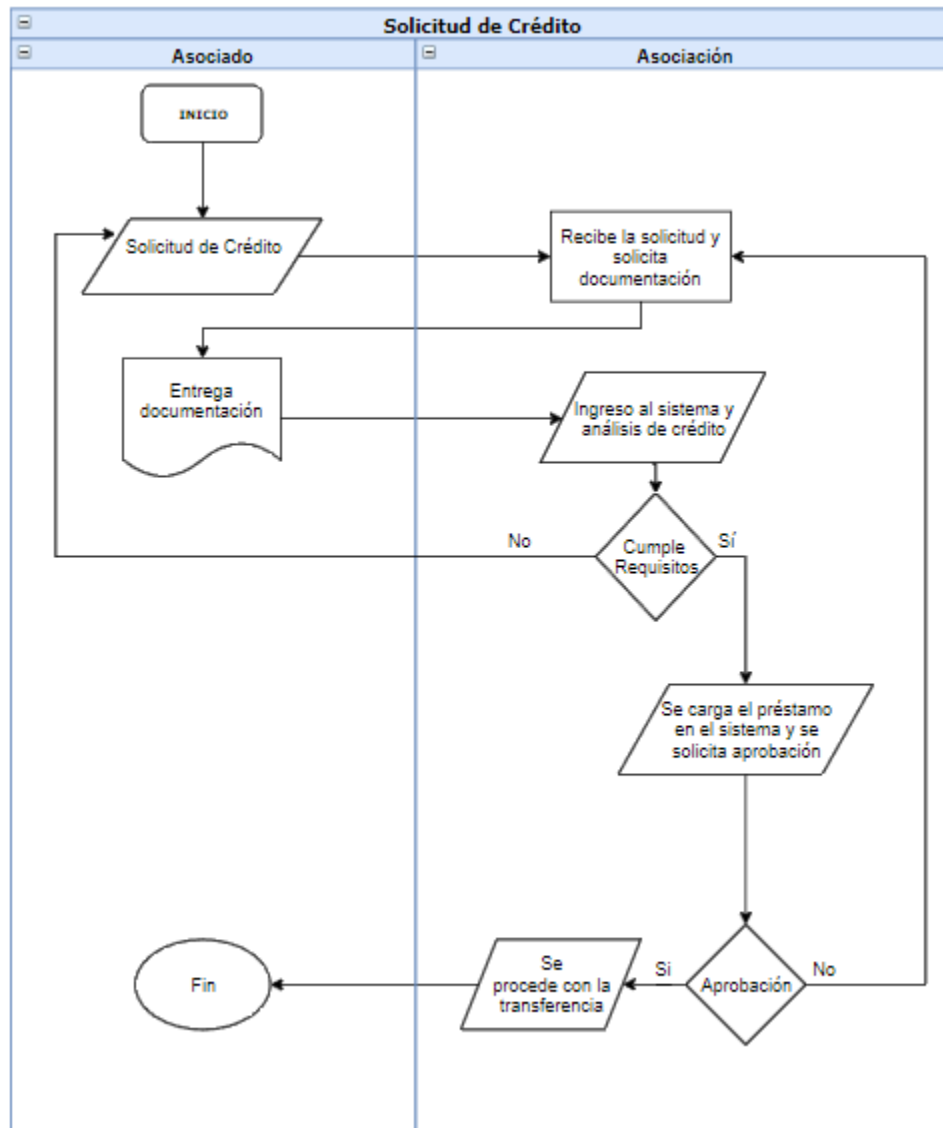 Solicitud de Crédito
Asociado
Asociación
INICIO
Solicitud de Crédito
Recibe la solicitud y
solicita
documentación
Entrega
documentación
Ingreso al sistema y
análisis de crédito
No
Cumple
Requisitos
Sí
Se carga el préstamo
en el sistema y se
solicita aprobación
Fin
Se
procede con la
transferencia
Si
Aprobación
No